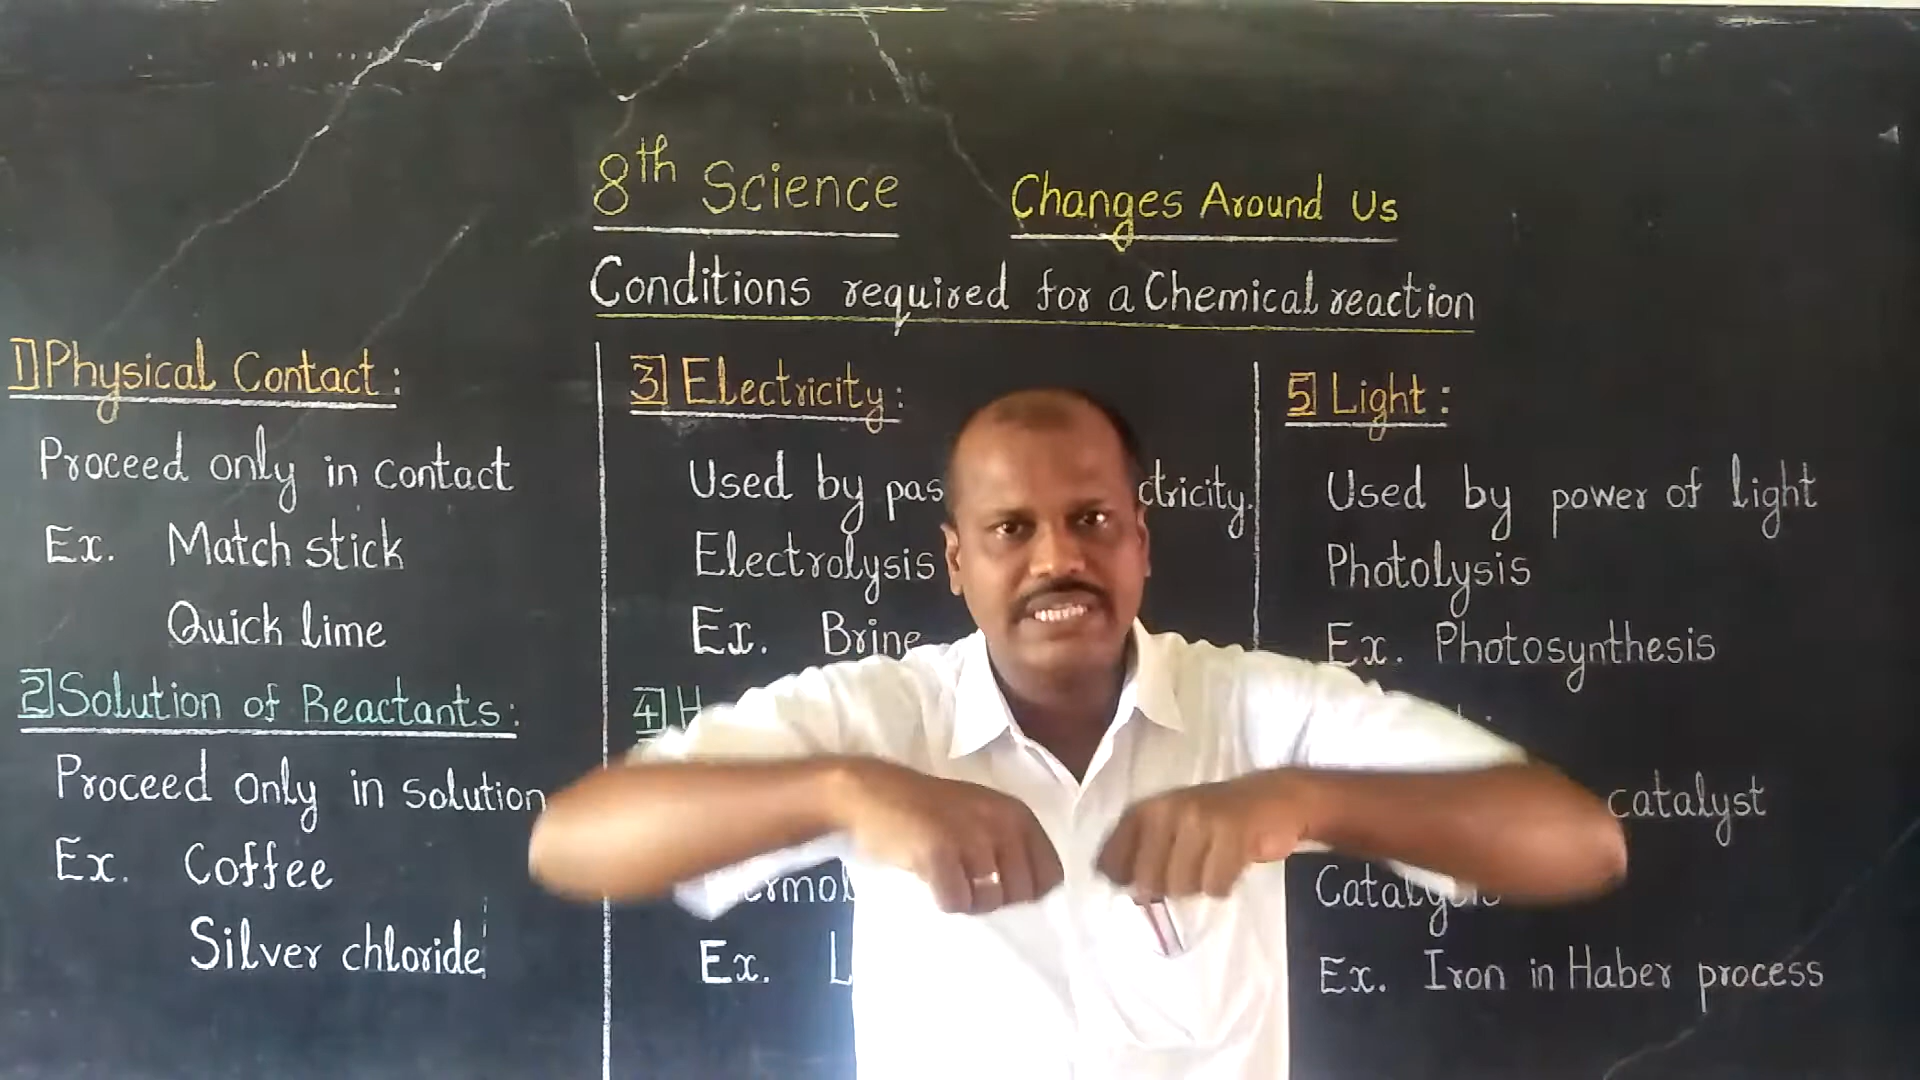 8th Science Changes Around Us
Conditions required for a Chemical reaction
1] Physical Contact :
Proceed only in contact
Ex. Match stick
Quick lime
2] Solution of Reactants :
Proceed only in solution
Ex. Coffee
Silver chloride
3] Electricity :
Used by
Electrolysis
Ex. Brine
4]
Ex.
5] Light :
Used by power of light
Photolysis
Ex. Photosynthesis
catalyst
Ex. Iron in Haber process